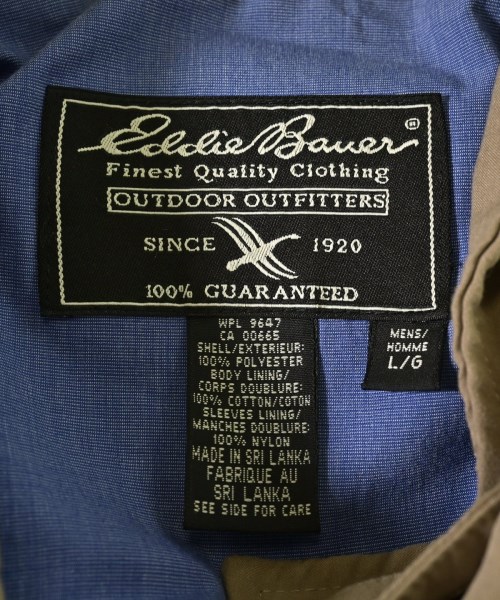 Eddie Bauer®
Finest Quality Clothing
OUTDOOR OUTFITTERS
SINCE 1920
100% GUARANTEED
WPL 9647
CA 00665
SHELL/EXTERIEUR:
100% POLYESTER
BODY LINING/
CORPS DOUBLURE:
100% COTTON/COTON
SLEEVES LINING/
MANCHES DOUBLURE:
100% NYLON
MADE IN SRI LANKA
FABRIQUE AU
SRI LANKA
SEE SIDE FOR CARE
MENS/
HOMME
L/G